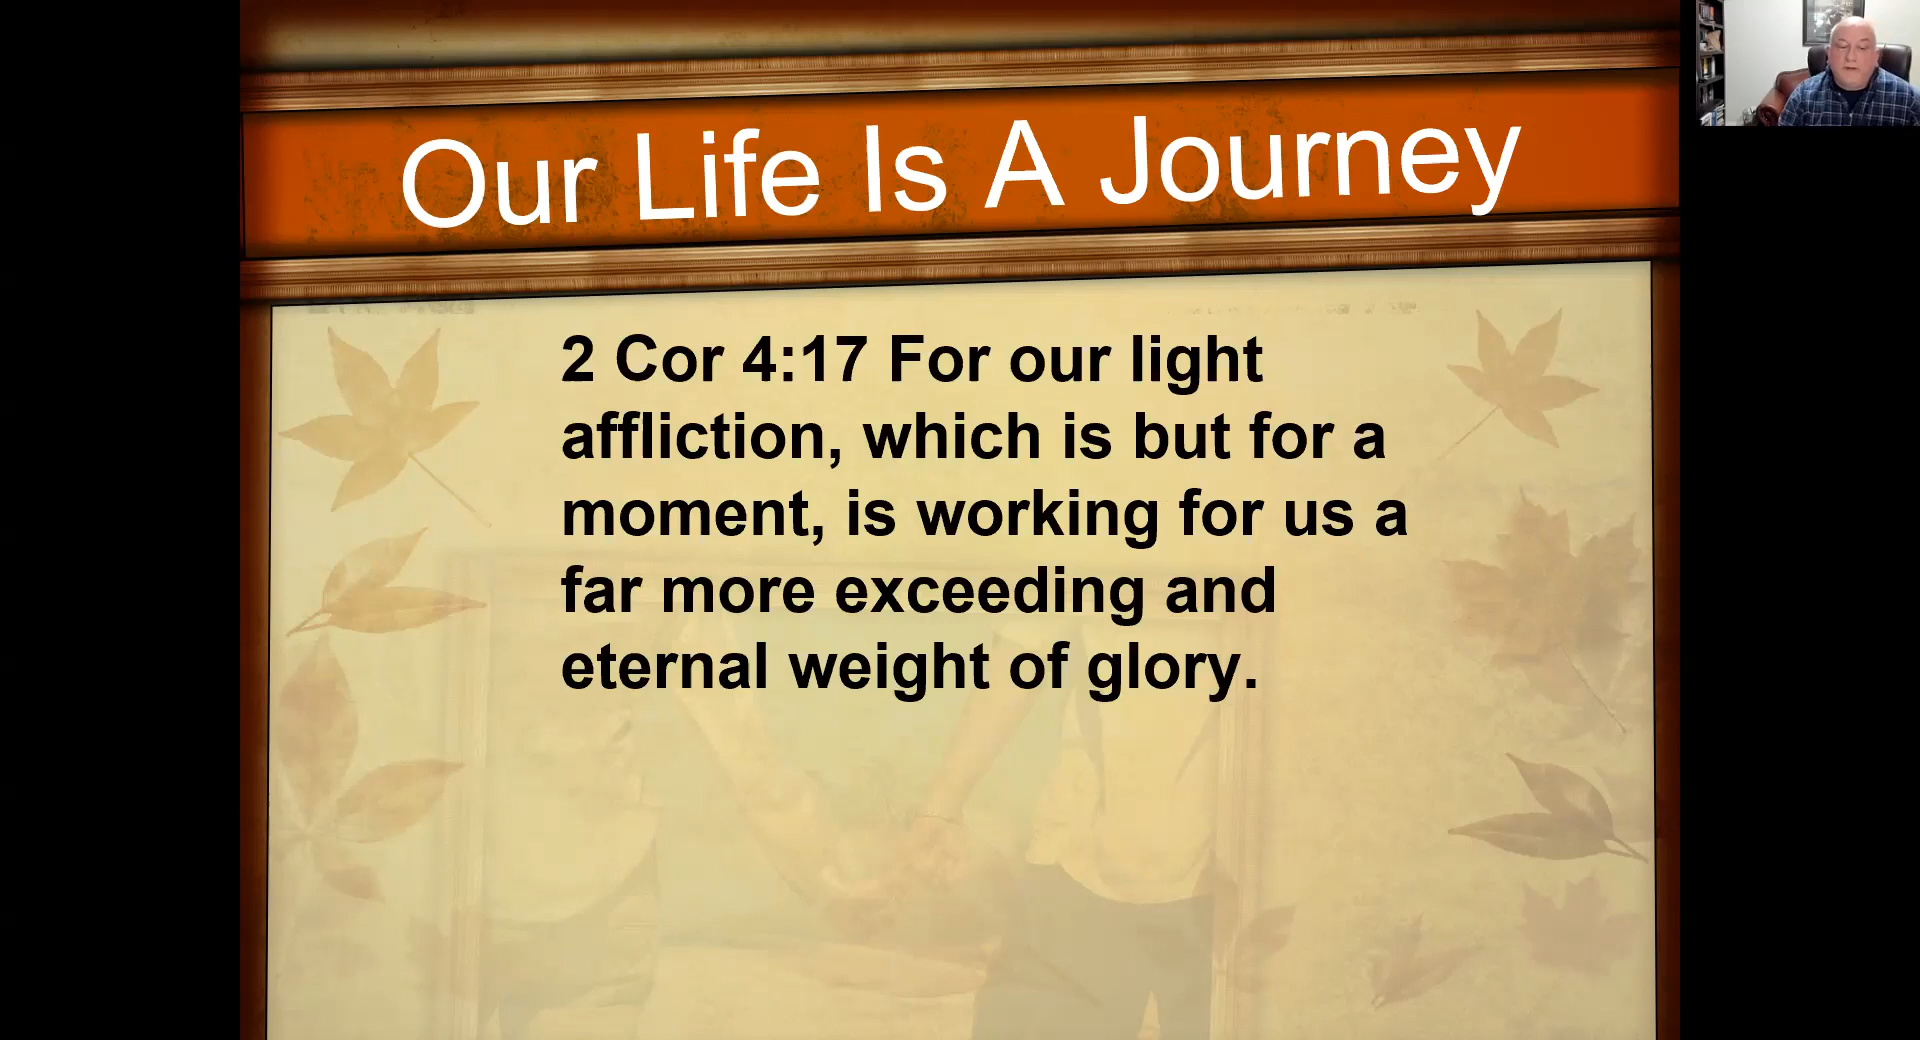 Our Life Is A Journey
2 Cor 4:17 For our light
affliction, which is but for a
moment, is working for us a
far more exceeding and
eternal weight of glory.